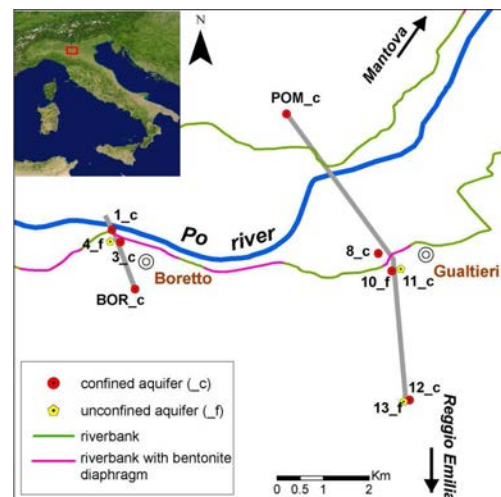 N
Mantova
POM_c
1_c
4_f
3_c
Po river
8_c
Boretto
Gualtieri
10_f
11_c
BOR_c
12_c
13_f
Reggio Emilia
confined aquifer (_c)
unconfined aquifer (_f)
riverbank
riverbank with bentonite
diaphragm
Km
0 0.5 1 2